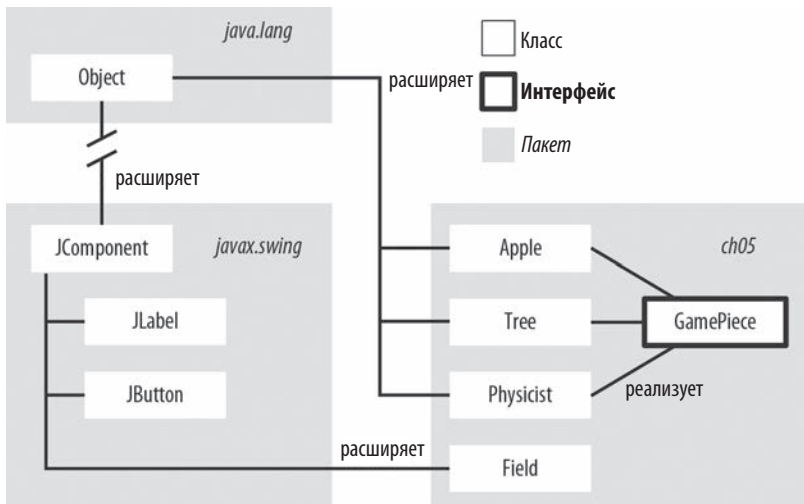 java.lang
Object
расширяет
Класс
Интерфейс
Пакет
расширяет
JComponent
javax.swing
JLabel
JButton
Apple
ch05
Tree
GamePiece
Physicist
реализует
расширяет
Field